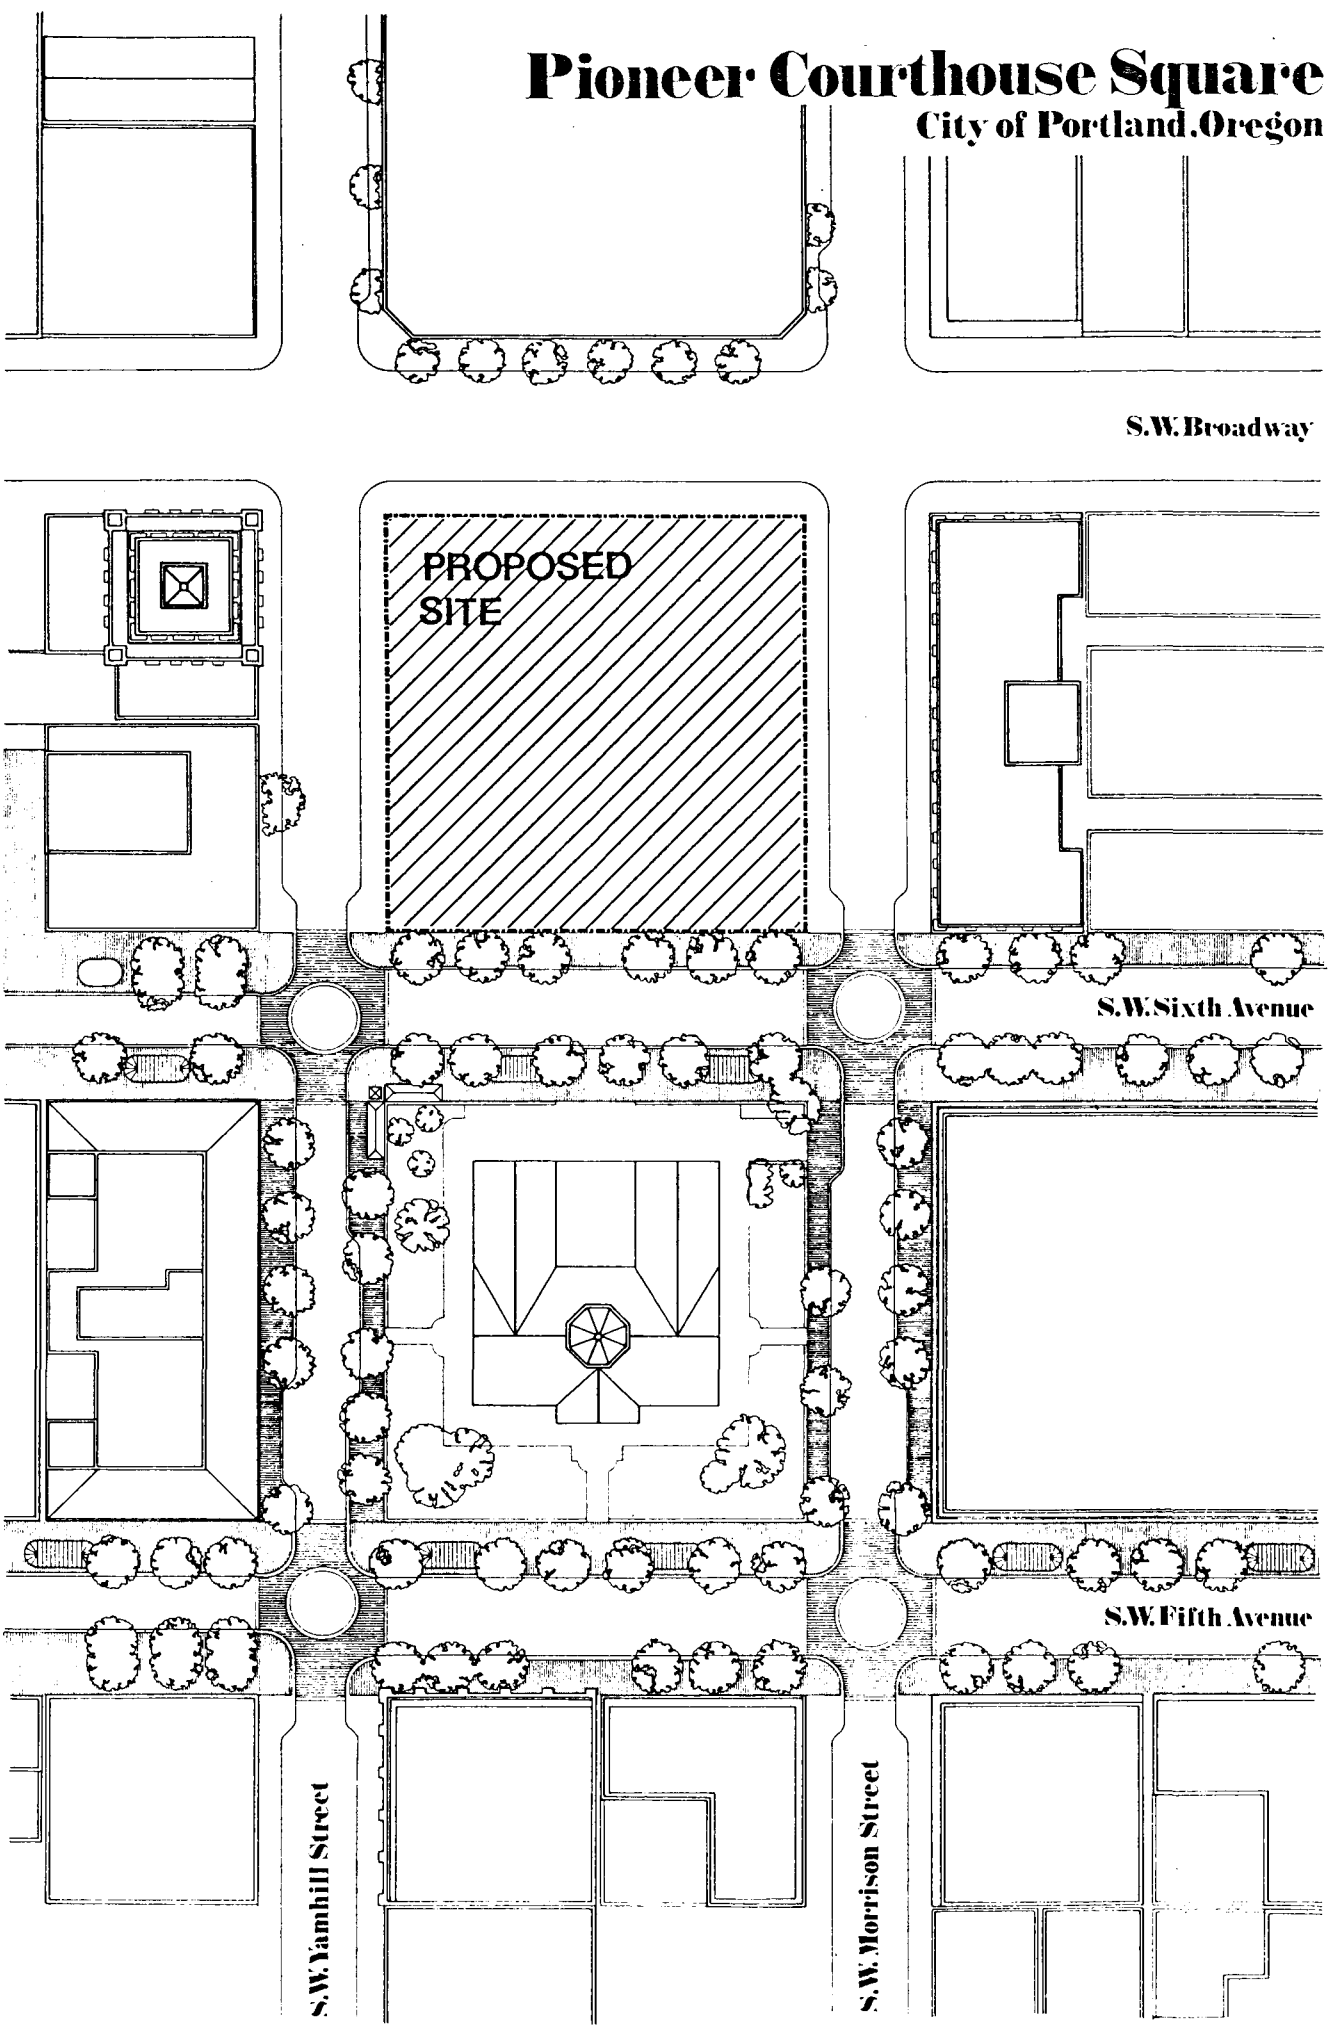 Pioneer Courthouse Square
City of Portland.Oregon
S.W.Broadway
PROPOSED
SITE
S.W.Sixth Avenue
S.W.Fifth Avenue
S.W.Yamhill Street
S.W.Morrison Street